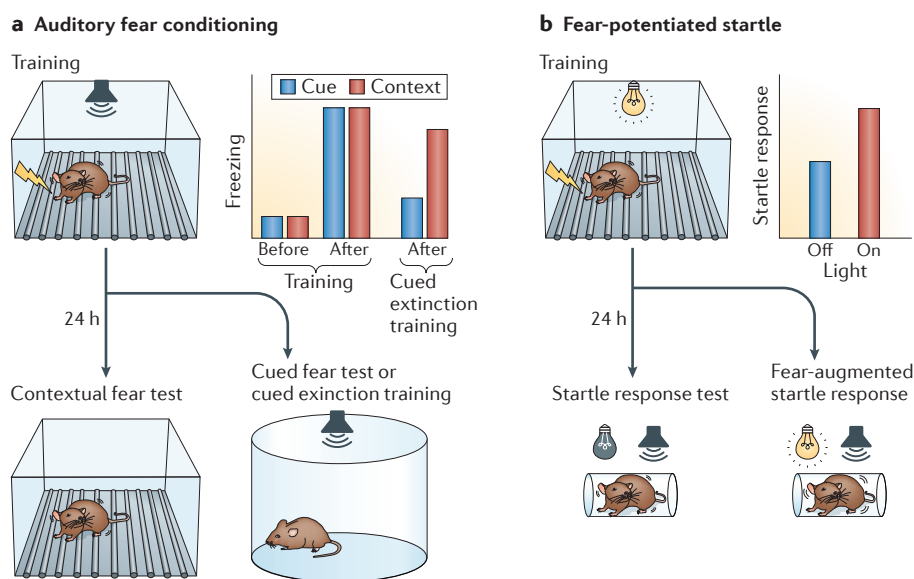 a Auditory fear conditioning
Training
Cue
Context
Freezing
Before
After
After
Training
Cued
extinction
training
24 h
Contextual fear test
Cued fear test or
cued exinction training
b Fear-potentiated startle
Training
Startle response
Off
On
Light
24 h
Startle response test
Fear-augmented
startle response